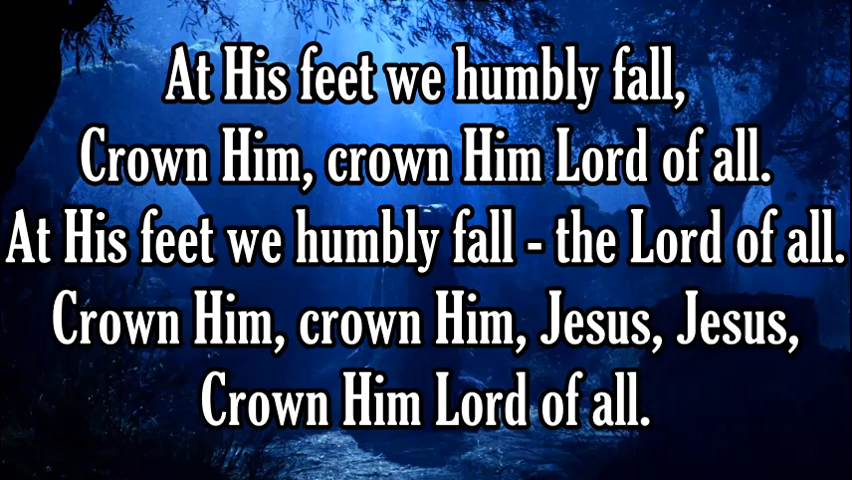 At His feet we humbly fall,
Crown Him, crown Him Lord of all.
At His feet we humbly fall - the Lord of all.
Crown Him, crown Him, Jesus, Jesus,
Crown Him Lord of all.